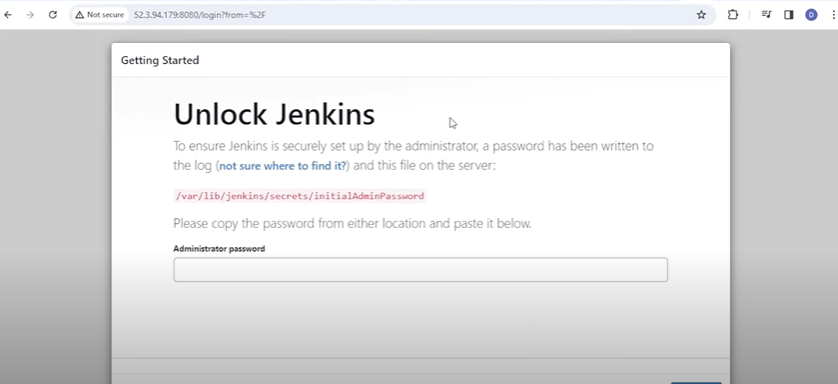 Not secure 52.3.94.179:8080/login?from=%2F
D
Getting Started
Unlock Jenkins
To ensure Jenkins is securely set up by the administrator, a password has been written to
the log (not sure where to find it?) and this file on the server:
/var/lib/jenkins/secrets/initialAdminPassword
Please copy the password from either location and paste it below.
Administrator password